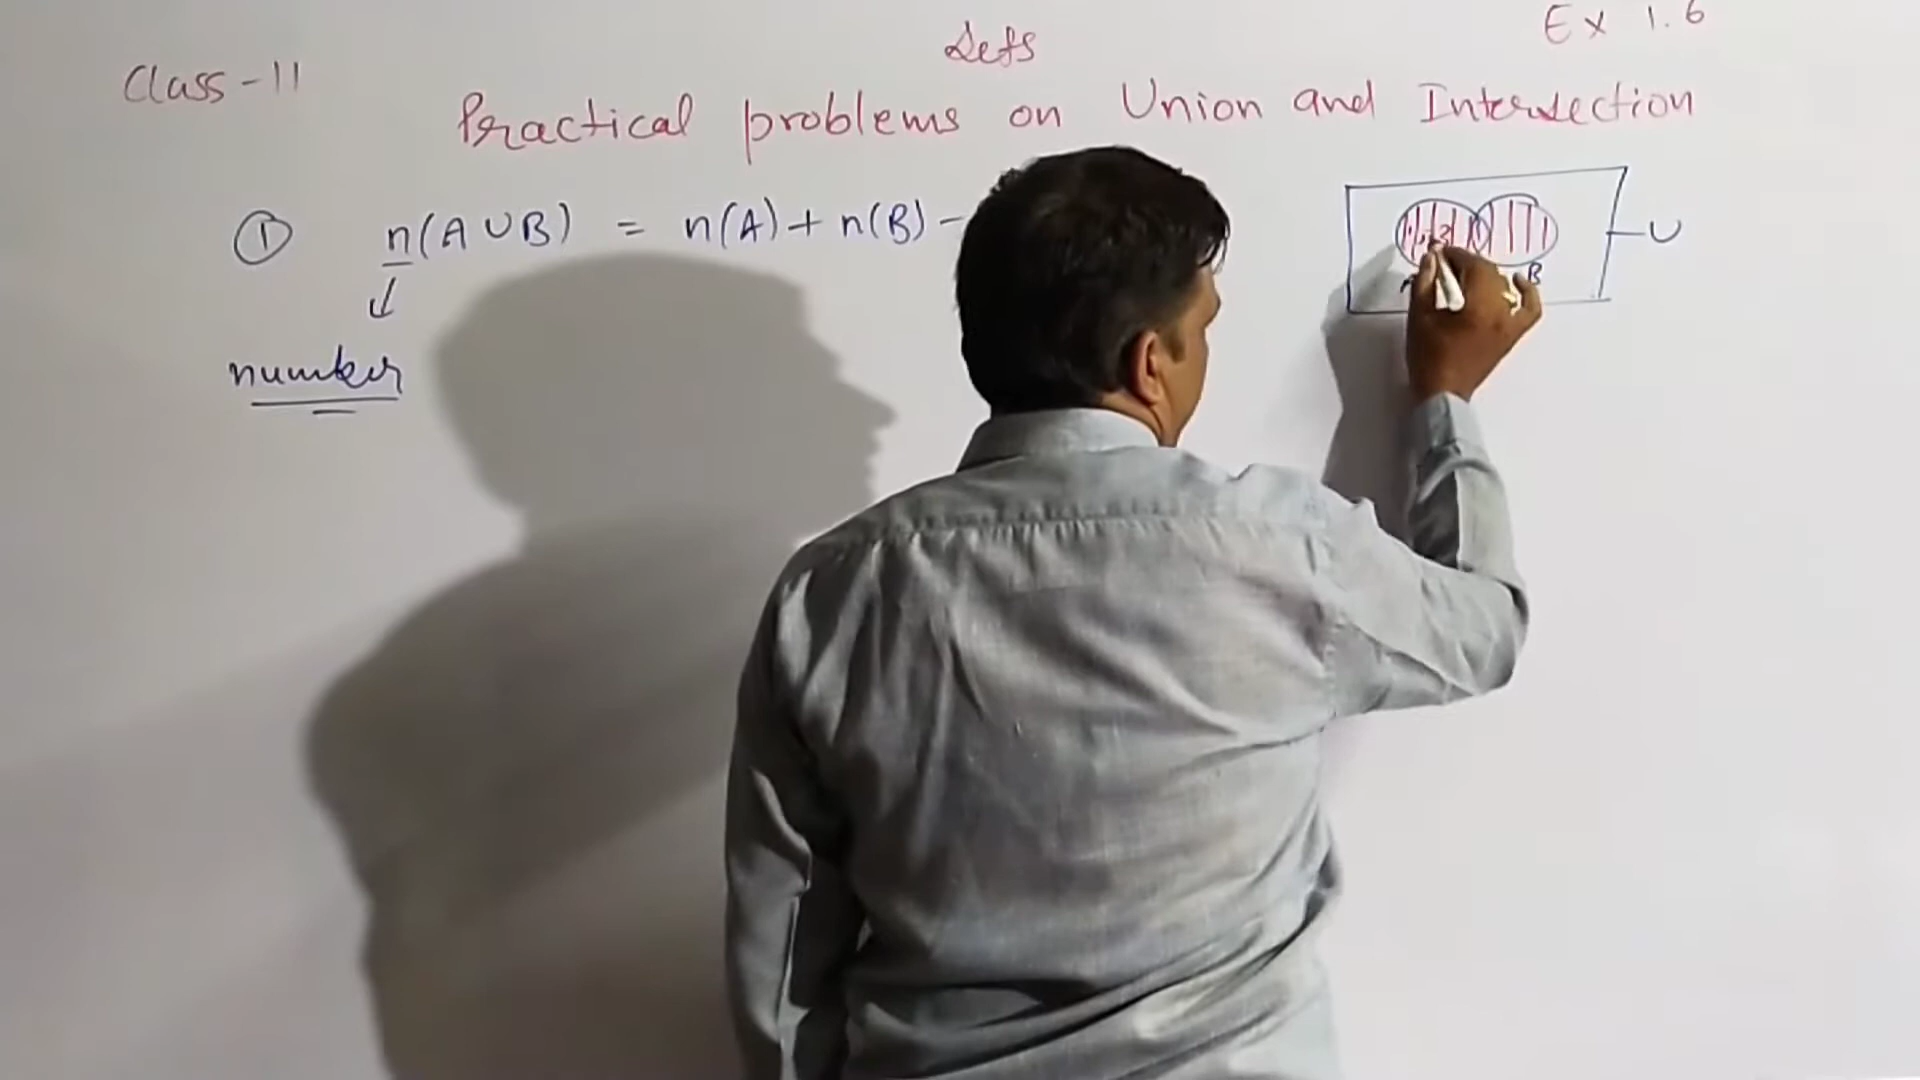 Sets
Ex 1.6
Class-11
Practical problems on Union and Intersection
① n(A∪B) = n(A)+ n(B)-
↓
number
B
U